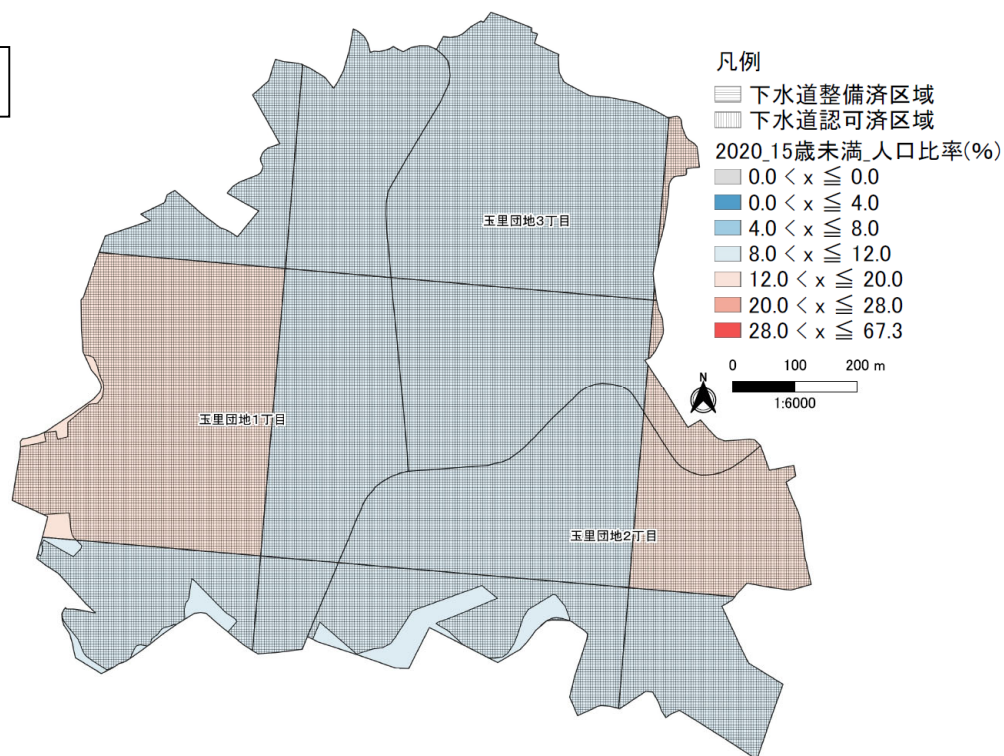 凡例
下水道整備済区域
下水道認可済区域
2020_15歳未満_人口比率(%)
0.0 < x ≦ 0.0
0.0 < x ≦ 4.0
4.0 < x ≦ 8.0
8.0 < x ≦ 12.0
12.0 < x ≦ 20.0
20.0 < x ≦ 28.0
28.0 < x ≦ 67.3
0 100 200 m
N
1:6000
玉里団地3丁目
玉里団地1丁目
玉里団地2丁目